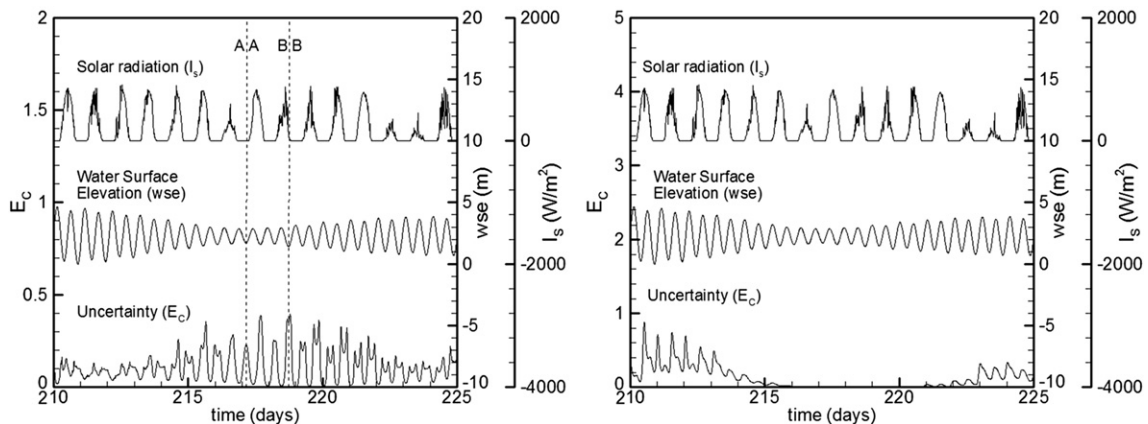 2
1.5
1
0.5
0
E_C
20
15
10
5
0
-5
-10
wse (m)
2000
0
-2000
-4000
I_s (W/m²)
A A
B B
Solar radiation (I_s)
Water Surface
Elevation (wse)
Uncertainty (E_C)
210
215
220
225
time (days)
5
4
3
2
1
0
E_C
20
15
10
5
0
-5
-10
wse (m)
2000
0
-2000
-4000
I_s (W/m²)
Solar radiation (I_s)
Water Surface
Elevation (wse)
Uncertainty (E_C)
210
215
220
225
time (days)